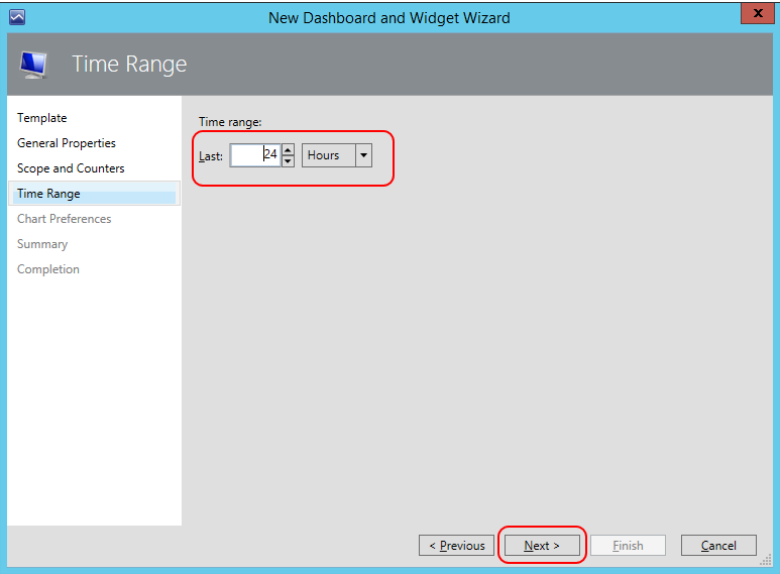 New Dashboard and Widget Wizard
x
Time Range
Template
General Properties
Scope and Counters
Time Range
Chart Preferences
Summary
Completion
Time range:
Last: 24 Hours
< Previous Next > Finish Cancel